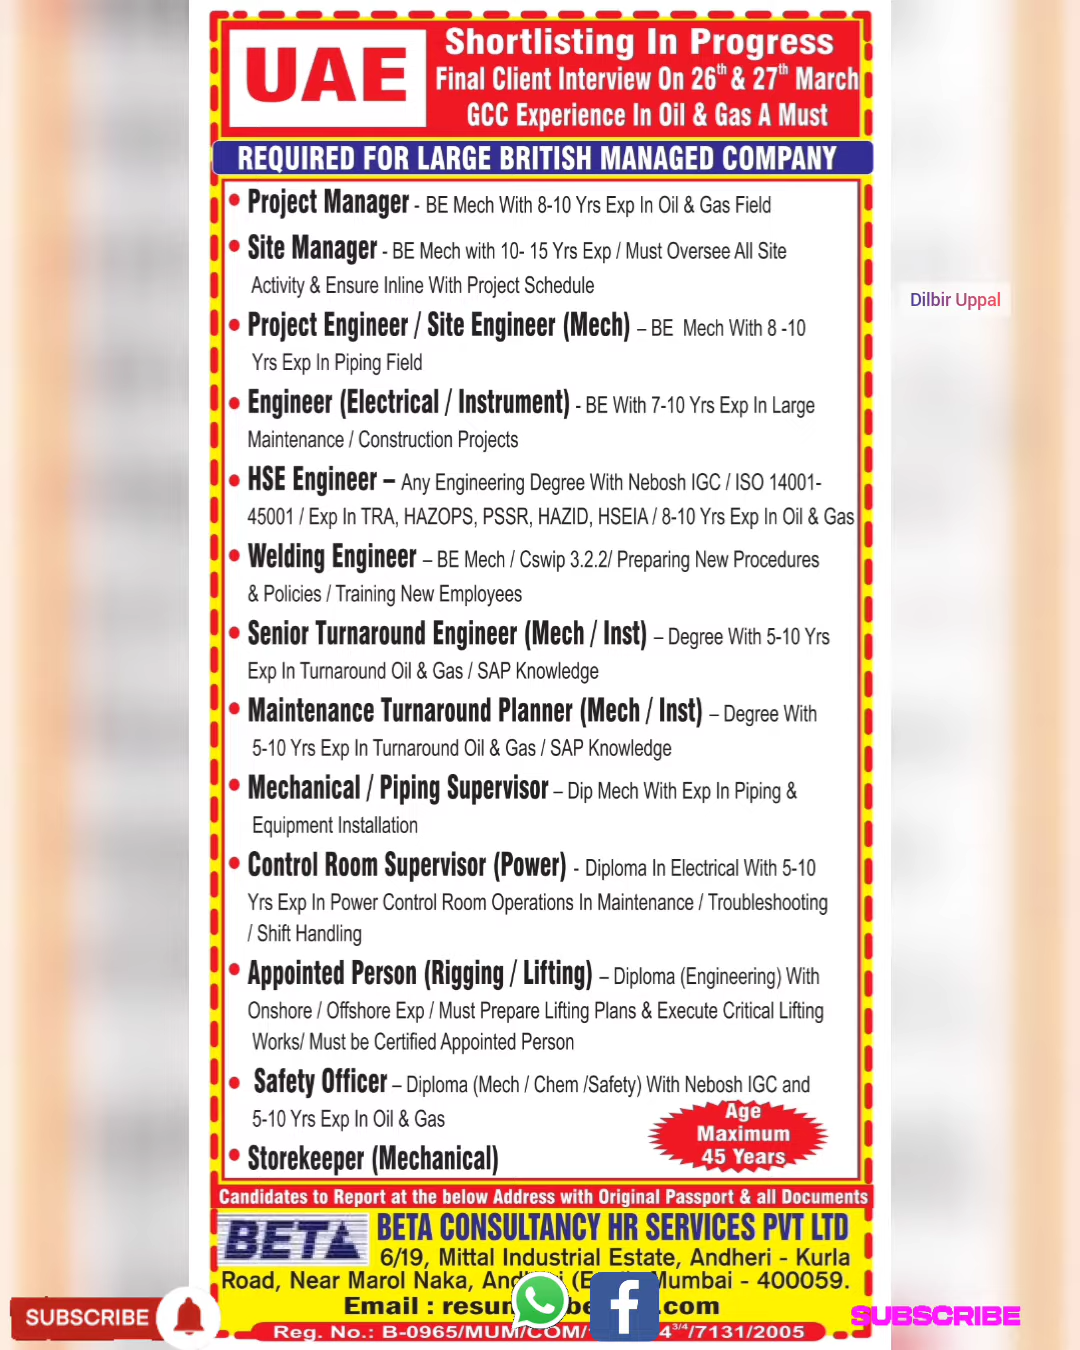 UAE
Shortlisting In Progress
Final Client Interview On 26th & 27th March
GCC Experience In Oil & Gas A Must
REQUIRED FOR LARGE BRITISH MANAGED COMPANY
• Project Manager - BE Mech With 8-10 Yrs Exp In Oil & Gas Field
• Site Manager - BE Mech with 10- 15 Yrs Exp / Must Oversee All Site
Activity & Ensure Inline With Project Schedule
Dilbir Uppal
• Project Engineer / Site Engineer (Mech) – BE Mech With 8 -10
Yrs Exp In Piping Field
• Engineer (Electrical / Instrument) - BE With 7-10 Yrs Exp In Large
Maintenance / Construction Projects
• HSE Engineer – Any Engineering Degree With Nebosh IGC / ISO 14001-
45001 / Exp In TRA, HAZOPS, PSSR, HAZID, HSEIA / 8-10 Yrs Exp In Oil & Gas
• Welding Engineer – BE Mech / Cswip 3.2.2/ Preparing New Procedures
& Policies / Training New Employees
• Senior Turnaround Engineer (Mech / Inst) – Degree With 5-10 Yrs
Exp In Turnaround Oil & Gas / SAP Knowledge
• Maintenance Turnaround Planner (Mech / Inst) – Degree With
5-10 Yrs Exp In Turnaround Oil & Gas / SAP Knowledge
• Mechanical / Piping Supervisor – Dip Mech With Exp In Piping &
Equipment Installation
• Control Room Supervisor (Power) - Diploma In Electrical With 5-10
Yrs Exp In Power Control Room Operations In Maintenance / Troubleshooting
/ Shift Handling
• Appointed Person (Rigging / Lifting) – Diploma (Engineering) With
Onshore / Offshore Exp / Must Prepare Lifting Plans & Execute Critical Lifting
Works/ Must be Certified Appointed Person
• Safety Officer – Diploma (Mech / Chem /Safety) With Nebosh IGC and
5-10 Yrs Exp In Oil & Gas
• Storekeeper (Mechanical)
Age
Maximum
45 Years
Candidates to Report at the below Address with Original Passport & all Documents
BETA
BETA CONSULTANCY HR SERVICES PVT LTD
6/19, Mittal Industrial Estate, Andheri - Kurla
Road, Near Marol Naka, Mumbai - 400059.
Email :
Reg. No.: B-0965/MUM/COM/
/7131/2005
SUBSCRIBE
SUBSCRIBE